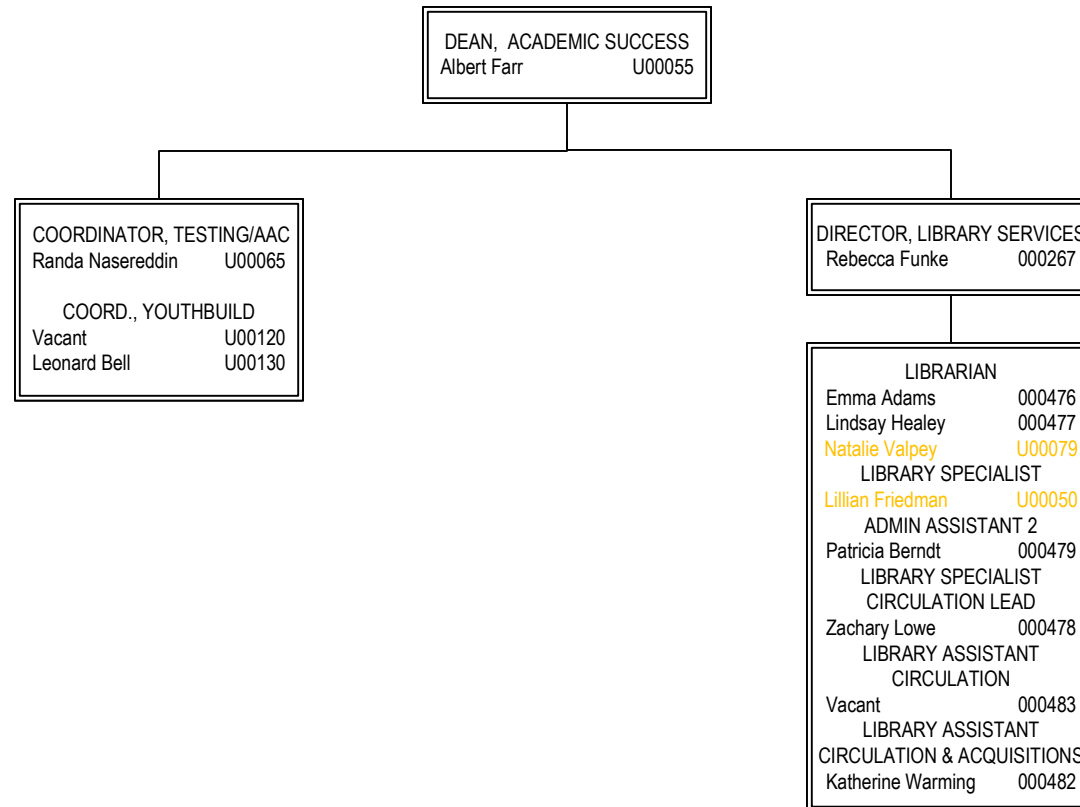 DEAN, ACADEMIC SUCCESS
Albert Farr U00055
COORDINATOR, TESTING/AAC
Randa Nasereddin U00065
COORD., YOUTHBUILD
Vacant U00120
Leonard Bell U00130
DIRECTOR, LIBRARY SERVICES
Rebecca Funke 000267
LIBRARIAN
Emma Adams 000476
Lindsay Healey 000477
Natalie Valpey U00079
LIBRARY SPECIALIST
Lillian Friedman U00050
ADMIN ASSISTANT 2
Patricia Berndt 000479
LIBRARY SPECIALIST
CIRCULATION LEAD
Zachary Lowe 000478
LIBRARY ASSISTANT
CIRCULATION
Vacant 000483
LIBRARY ASSISTANT
CIRCULATION & ACQUISITIONS
Katherine Warming 000482